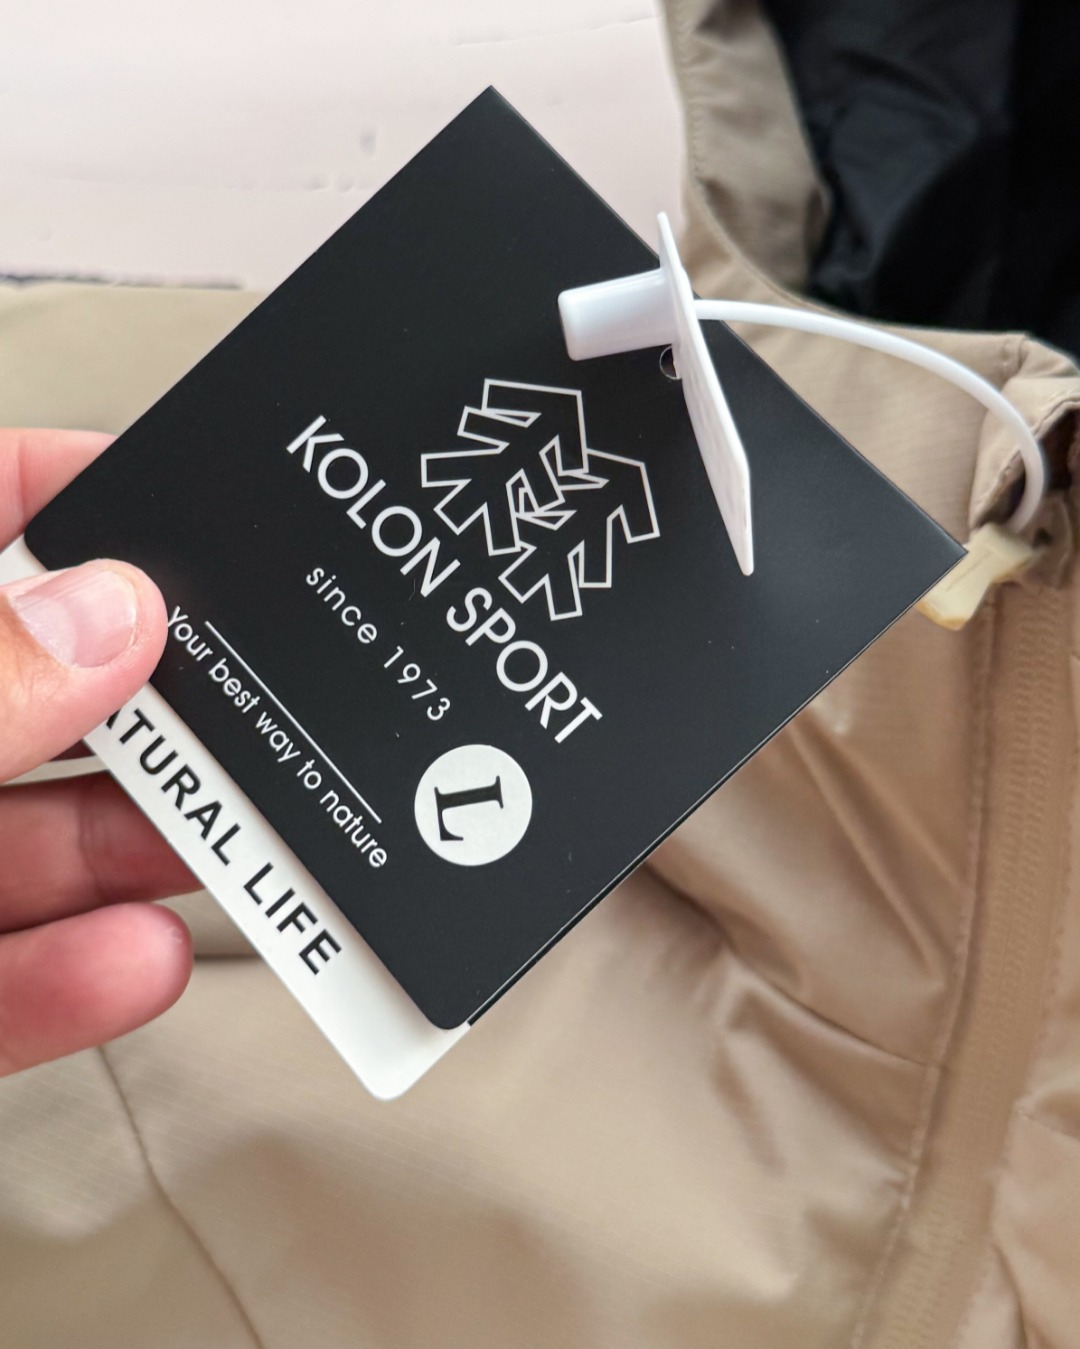 KOLON SPORT
since 1973
Your best way to nature
L
ATURAL LIFE